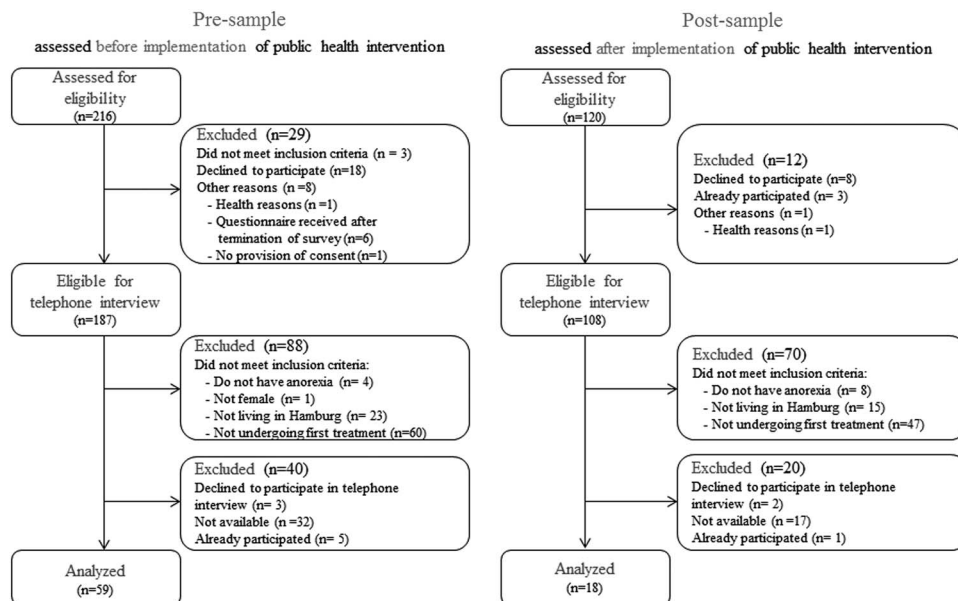 Pre-sample
assessed before implementation of public health intervention
Assessed for
eligibility
(n=216)
Excluded (n=29)
Did not meet inclusion criteria (n = 3)
Declined to participate (n=18)
Other reasons (n =8)
- Health reasons (n =1)
- Questionnaire received after
termination of survey (n=6)
- No provision of consent(n=1)
Eligible for
telephone interview
(n=187)
Excluded (n=88)
Did not meet inclusion criteria:
- Do not have anorexia (n= 4)
- Not female (n= 1)
- Not living in Hamburg (n= 23)
- Not undergoing first treatment (n=60)
Excluded (n=40)
Declined to participate in telephone
interview (n= 3)
Not available (n =32)
Already participated (n= 5)
Analyzed
(n=59)
Post-sample
assessed after implementation of public health intervention
Assessed for
eligibility
(n=120)
Excluded (n=12)
Declined to participate (n=8)
Already participated (n= 3)
Other reasons (n =1)
- Health reasons (n =1)
Eligible for
telephone interview
(n=108)
Excluded (n=70)
Did not meet inclusion criteria:
- Do not have anorexia (n= 8)
- Not living in Hamburg (n= 15)
- Not undergoing first treatment (n=47)
Excluded (n=20)
Declined to participate in telephone
interview (n= 2)
Not available (n =17)
Already participated (n= 1)
Analyzed
(n=18)